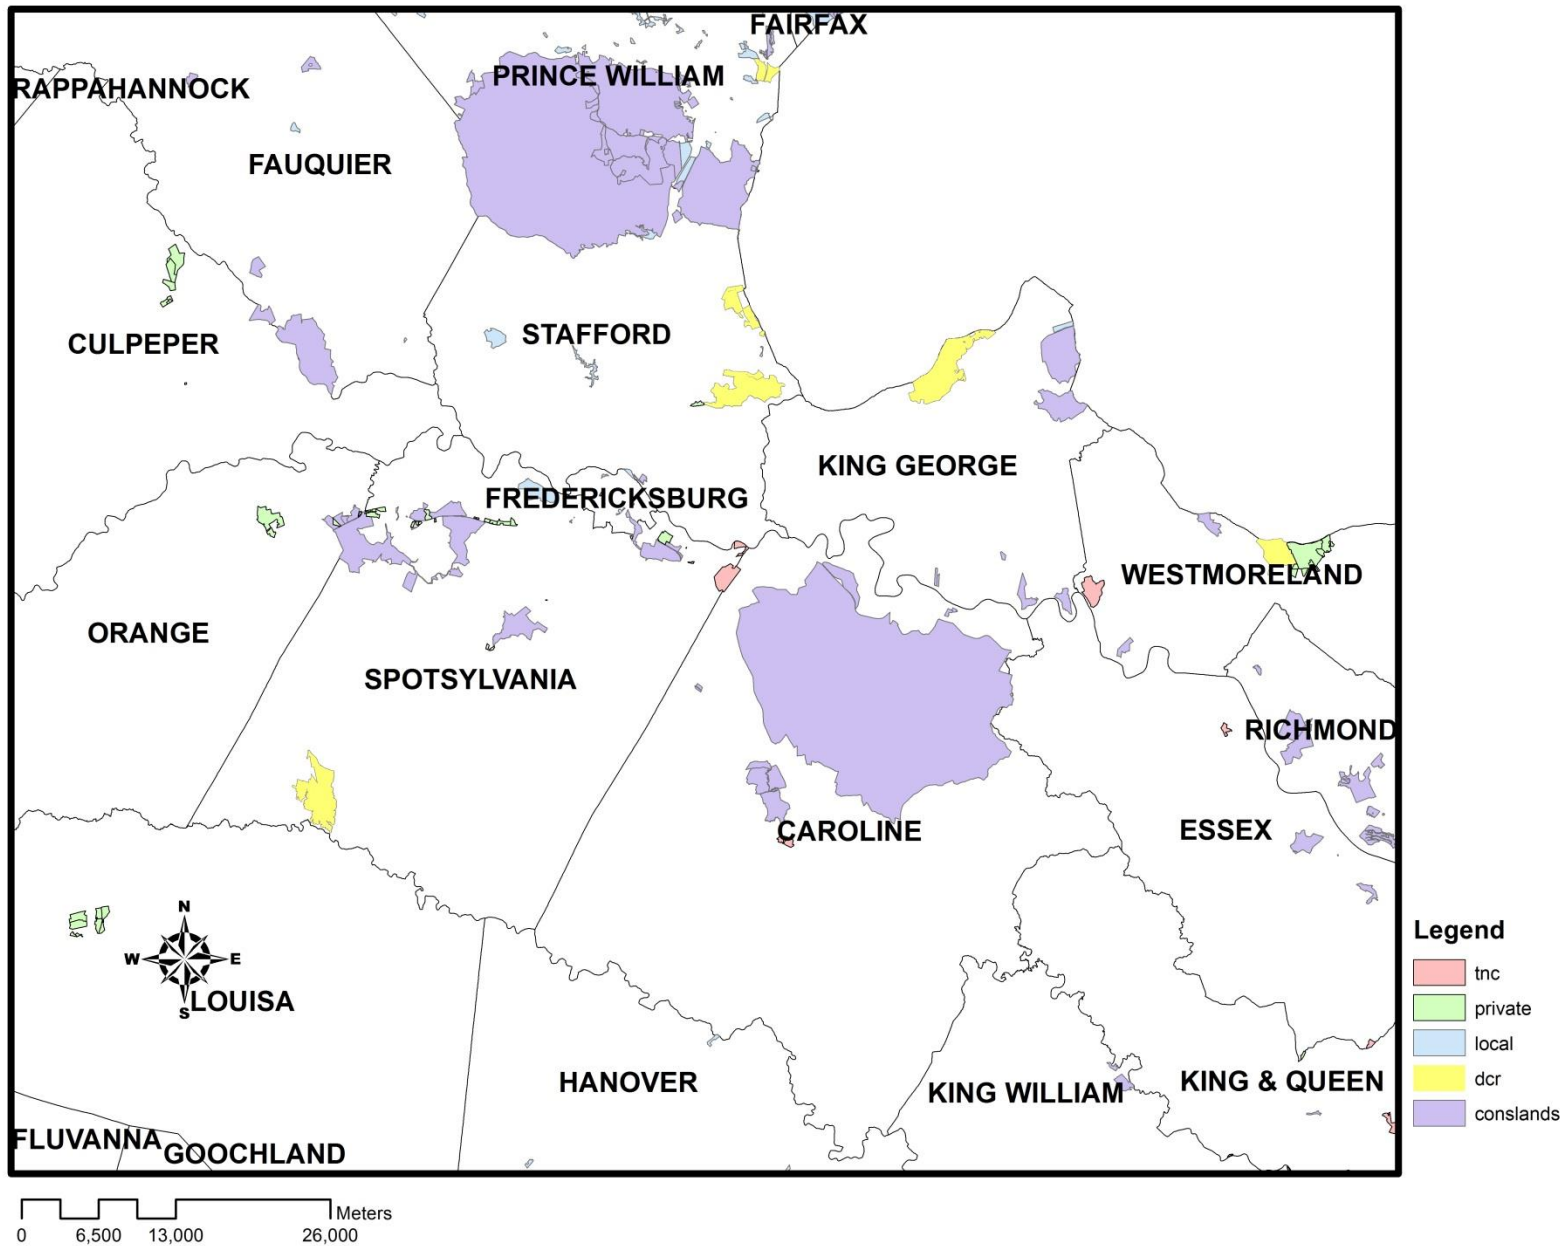 FAIRFAX
PRINCE WILLIAM
RAPPAHANNOCK
FAUQUIER
STAFFORD
CULPEPER
KING GEORGE
FREDERICKSBURG
WESTMORELAND
ORANGE
SPOTSYLVANIA
RICHMOND
CAROLINE
ESSEX
N
W
E
S
LOUISA
HANOVER
KING WILLIAM
KING & QUEEN
FLUVANNA
GOOCHLAND
Legend
tnc
private
local
dcr
conslands
Meters
0 6,500 13,000 26,000